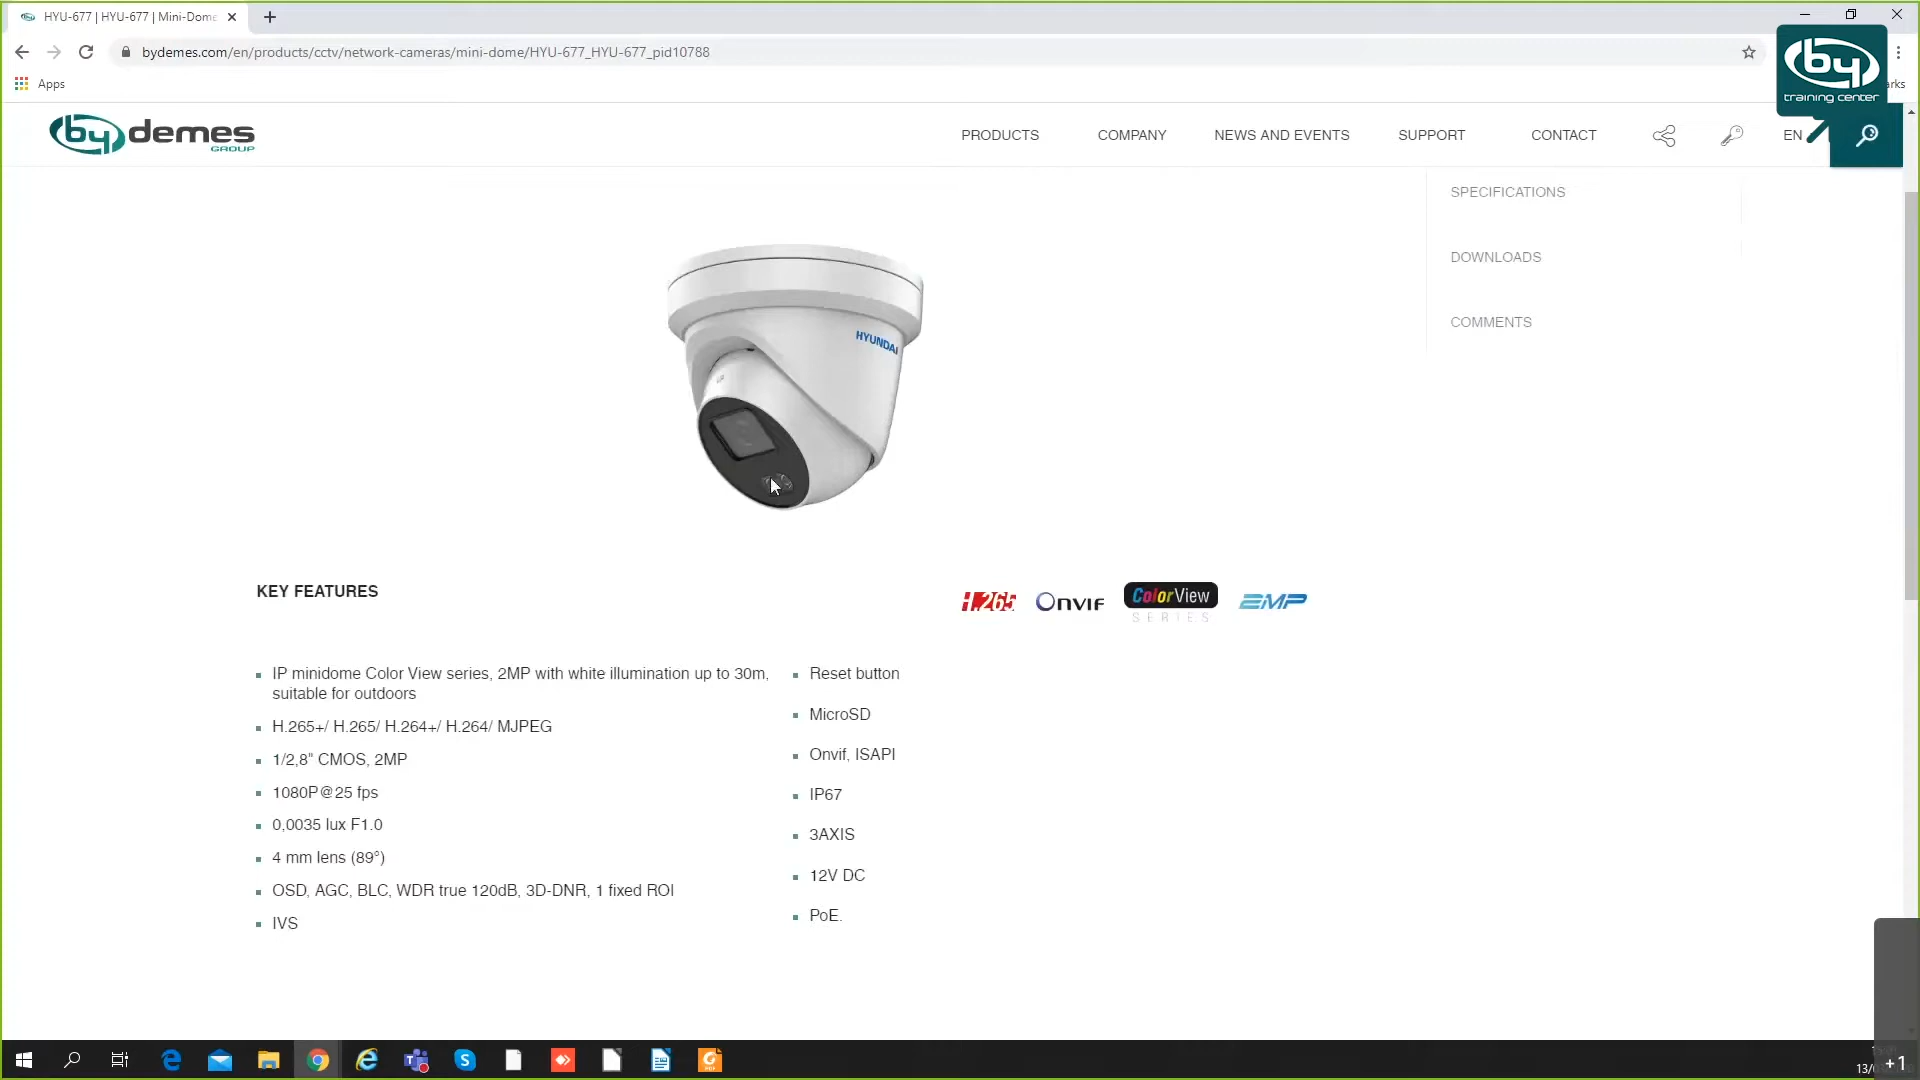 HYU-677 | HYU-677 | Mini-Dome
bydemes.com/en/products/cctv/network-cameras/mini-dome/HYU-677_HYU-677_pid10788
by
training center
Apps
arks
by demes
GROUP
PRODUCTS
COMPANY
NEWS AND EVENTS
SUPPORT
CONTACT
EN
SPECIFICATIONS
DOWNLOADS
COMMENTS
HYUNDAI
KEY FEATURES
H.265
ONVIF
ColorView
SERIES
2MP
IP minidome Color View series, 2MP with white illumination up to 30m,
suitable for outdoors
H.265+/ H.265/ H.264+/ H.264/ MJPEG
1/2,8” CMOS, 2MP
1080P@25 fps
0,0035 lux F1.0
4 mm lens (89°)
OSD, AGC, BLC, WDR true 120dB, 3D-DNR, 1 fixed ROI
IVS
Reset button
MicroSD
Onvif, ISAPI
IP67
3AXIS
12V DC
PoE.
13/
+1